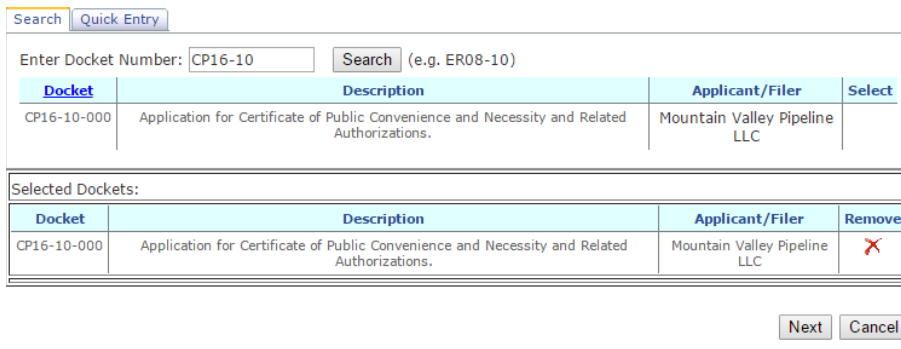 Search Quick Entry
Enter Docket Number: CP16-10 Search (e.g. ER08-10)
Docket Description Applicant/Filer Select
CP16-10-000 Application for Certificate of Public Convenience and Necessity and Related Authorizations. Mountain Valley Pipeline LLC
Selected Dockets:
Docket Description Applicant/Filer Remove
CP16-10-000 Application for Certificate of Public Convenience and Necessity and Related Authorizations. Mountain Valley Pipeline LLC
Next Cancel